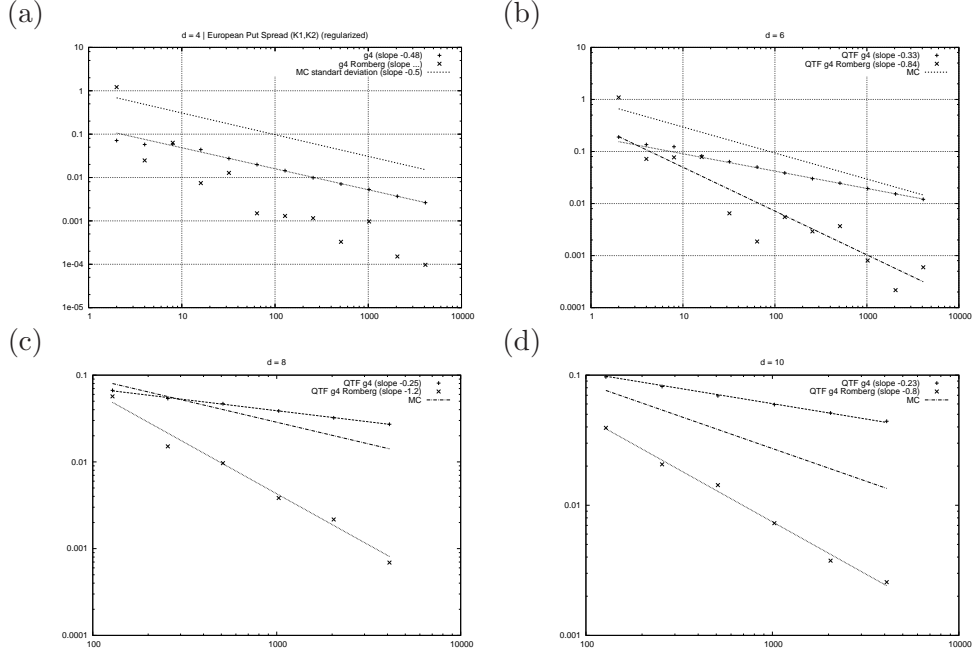 (a)
d = 4 | European Put Spread (K1,K2) (regularized)
g4 (slope -0.48)
g4 Romberg (slope ...)
MC standart deviation (slope -0.5)
10
1
0.1
0.01
0.001
1e-04
1e-05
1 10 100 1000 10000
(b)
d = 6
QTF g4 (slope -0.33)
QTF g4 Romberg (slope -0.84)
MC
10
1
0.1
0.01
0.001
0.0001
1 10 100 1000 10000
(c)
d = 8
QTF g4 (slope -0.25)
QTF g4 Romberg (slope -1.2)
MC
0.1
0.01
0.001
0.0001
100 1000 10000
(d)
d = 10
QTF g4 (slope -0.23)
QTF g4 Romberg (slope -0.8)
MC
0.1
0.01
0.001
100 1000 10000